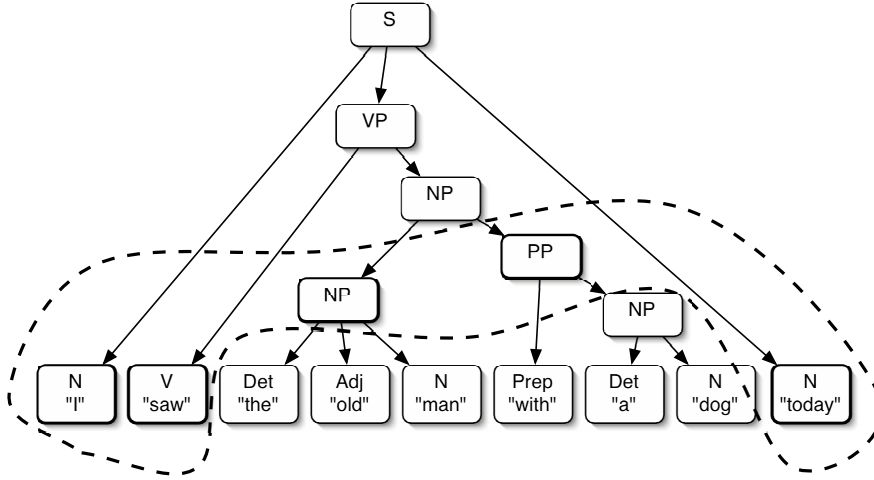 S
VP
NP
PP
NP
NP
N
"I"
V
"saw"
Det
"the"
Adj
"old"
N
"man"
Prep
"with"
Det
"a"
N
"dog"
N
"today"